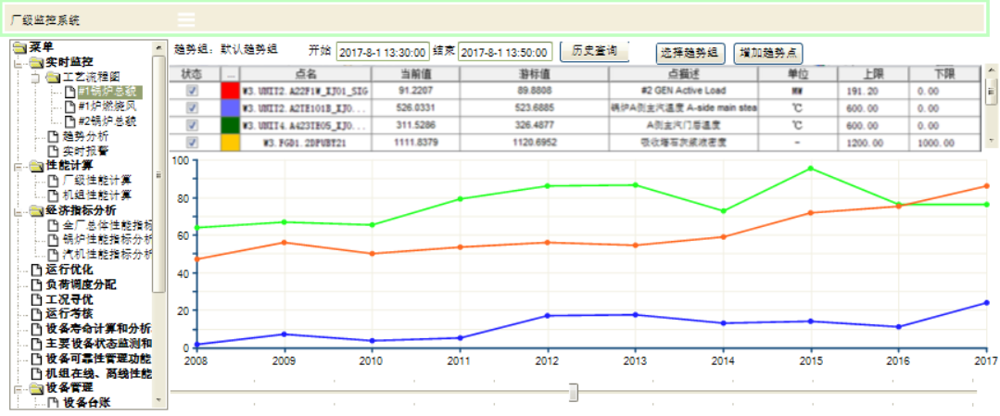 厂级监控系统
菜单
实时监控
工艺流程图
#1锅炉总貌
#1炉燃烧风
#2锅炉总貌
趋势分析
实时报警
性能计算
厂级性能计算
机组性能计算
经济指标分析
全厂总体性能指标
锅炉性能指标分析
汽机性能指标分析
运行优化
负荷调度分配
工况寻优
运行考核
设备寿命计算和分析
主要设备状态监测和
设备可靠性管理功能
机组在线、离线性能
设备管理
设备台账
趋势组： 默认趋势组 开始 2017-8-1 13:30:00 结束 2017-8-1 13:50:00 历史查询 选择趋势组 增加趋势点
状态 ... 点名 当前值 游标值 点描述 单位 上限 下限
W3.UNIT2.A22F1W_XJ01_SIG 91.2207 89.8808 #2 GEN Active Load MW 191.20 0.00
W3.UNIT2.A2TE101B_XJ0... 526.0331 523.6885 锅炉A侧主汽温度 A-side main stea ℃ 600.00 0.00
W3.UNIT4.A423TE05_XJ0... 311.5286 326.4877 A侧主汽门后温度 ℃ 600.00 0.00
W3.FGD1.2DPUBT21 1111.8379 1120.6952 吸收塔石灰浆液密度 - 1200.00 1000.00
100
80
60
40
20
0
2008 2009 2010 2011 2012 2013 2014 2015 2016 2017